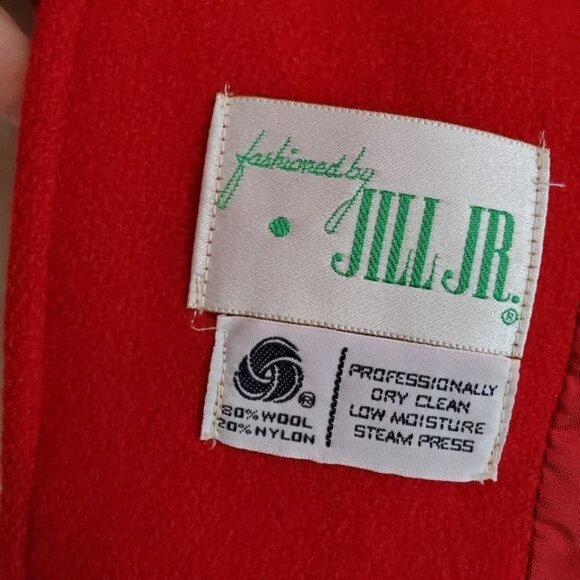 fashioned by
JILL JR.®
®
80% WOOL
20% NYLON
PROFESSIONALLY
DRY CLEAN
LOW MOISTURE
STEAM PRESS